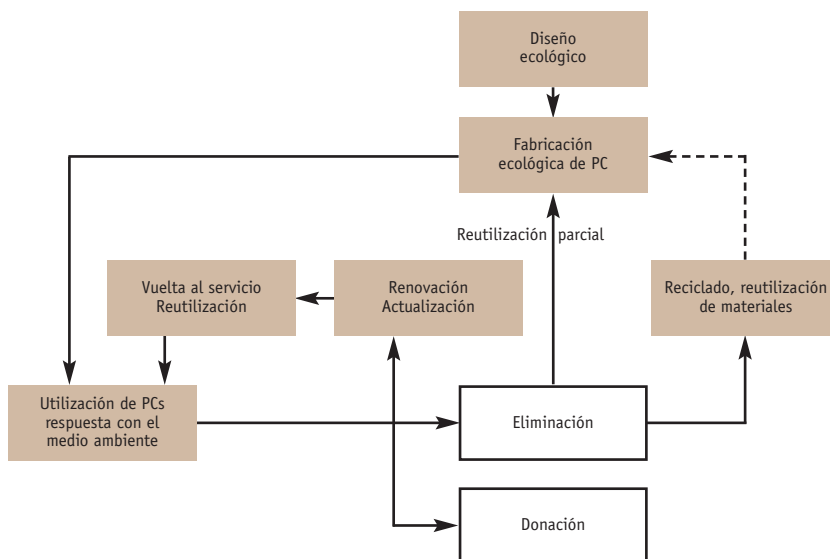 Diseño
ecológico
Fabricación
ecológica de PC
Reutilización parcial
Vuelta al servicio
Reutilización
Renovación
Actualización
Reciclado, reutilización
de materiales
Utilización de PCs
respuesta con el
medio ambiente
Eliminación
Donación